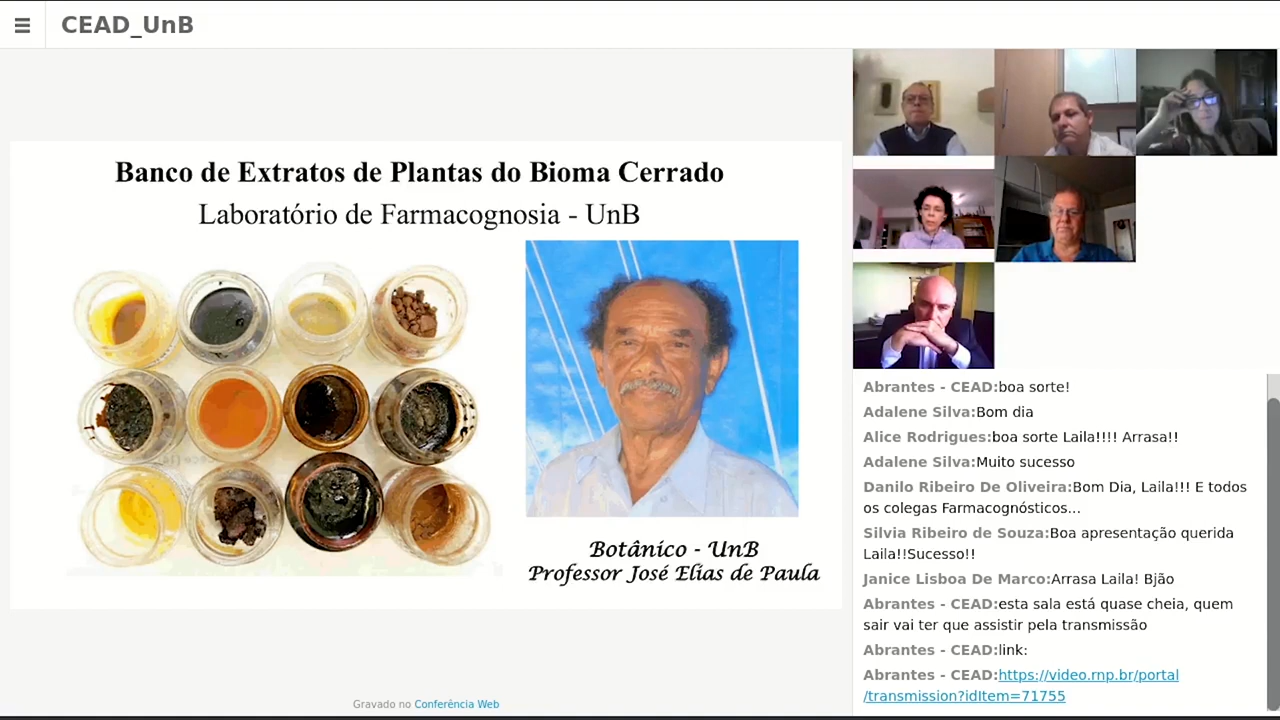 CEAD_UnB
Banco de Extratos de Plantas do Bioma Cerrado
Laboratório de Farmacognosia - UnB
Botânico - UnB
Professor José Elias de Paula
Gravado no Conferência Web
Abrantes - CEAD:boa sorte!
Adalene Silva:Bom dia
Alice Rodrigues:boa sorte Laila!!!! Arrasa!!
Adalene Silva:Muito sucesso
Danilo Ribeiro De Oliveira:Bom Dia, Laila!!! E todos
os colegas Farmacognósticos...
Silvia Ribeiro de Souza:Boa apresentação querida
Laila!!Sucesso!!
Janice Lisboa De Marco:Arrasa Laila! Bjão
Abrantes - CEAD:esta sala está quase cheia, quem
sair vai ter que assistir pela transmissão
Abrantes - CEAD:link:
Abrantes - CEAD:https://video.rnp.br/portal
/transmission?idItem=71755